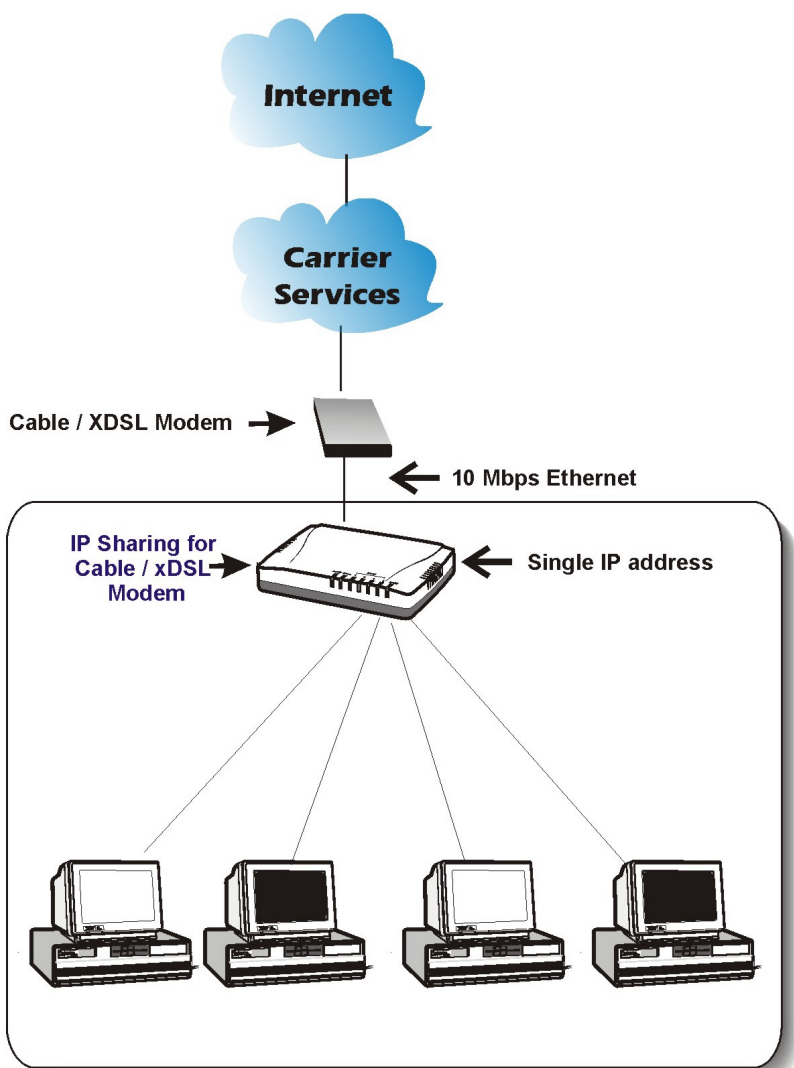 Internet
Carrier
Services
Cable / XDSL Modem
10 Mbps Ethernet
IP Sharing for
Cable / xDSL
Modem
Single IP address